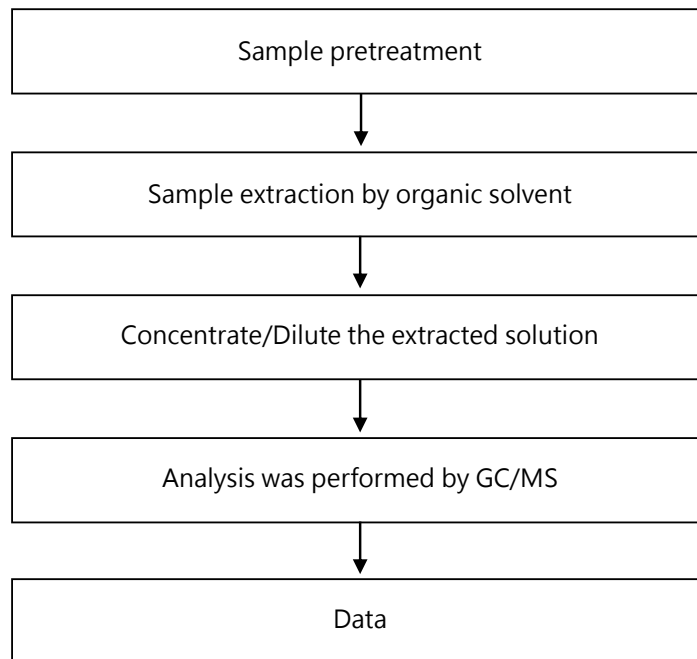 Sample pretreatment
Sample extraction by organic solvent
Concentrate/Dilute the extracted solution
Analysis was performed by GC/MS
Data